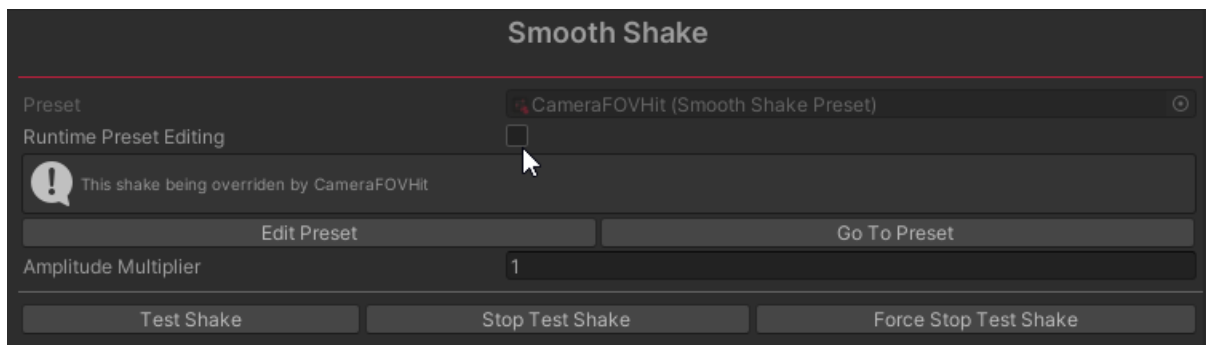 Smooth Shake
Preset CameraFOVHit (Smooth Shake Preset)
Runtime Preset Editing
This shake being overriden by CameraFOVHit
Edit Preset Go To Preset
Amplitude Multiplier 1
Test Shake Stop Test Shake Force Stop Test Shake